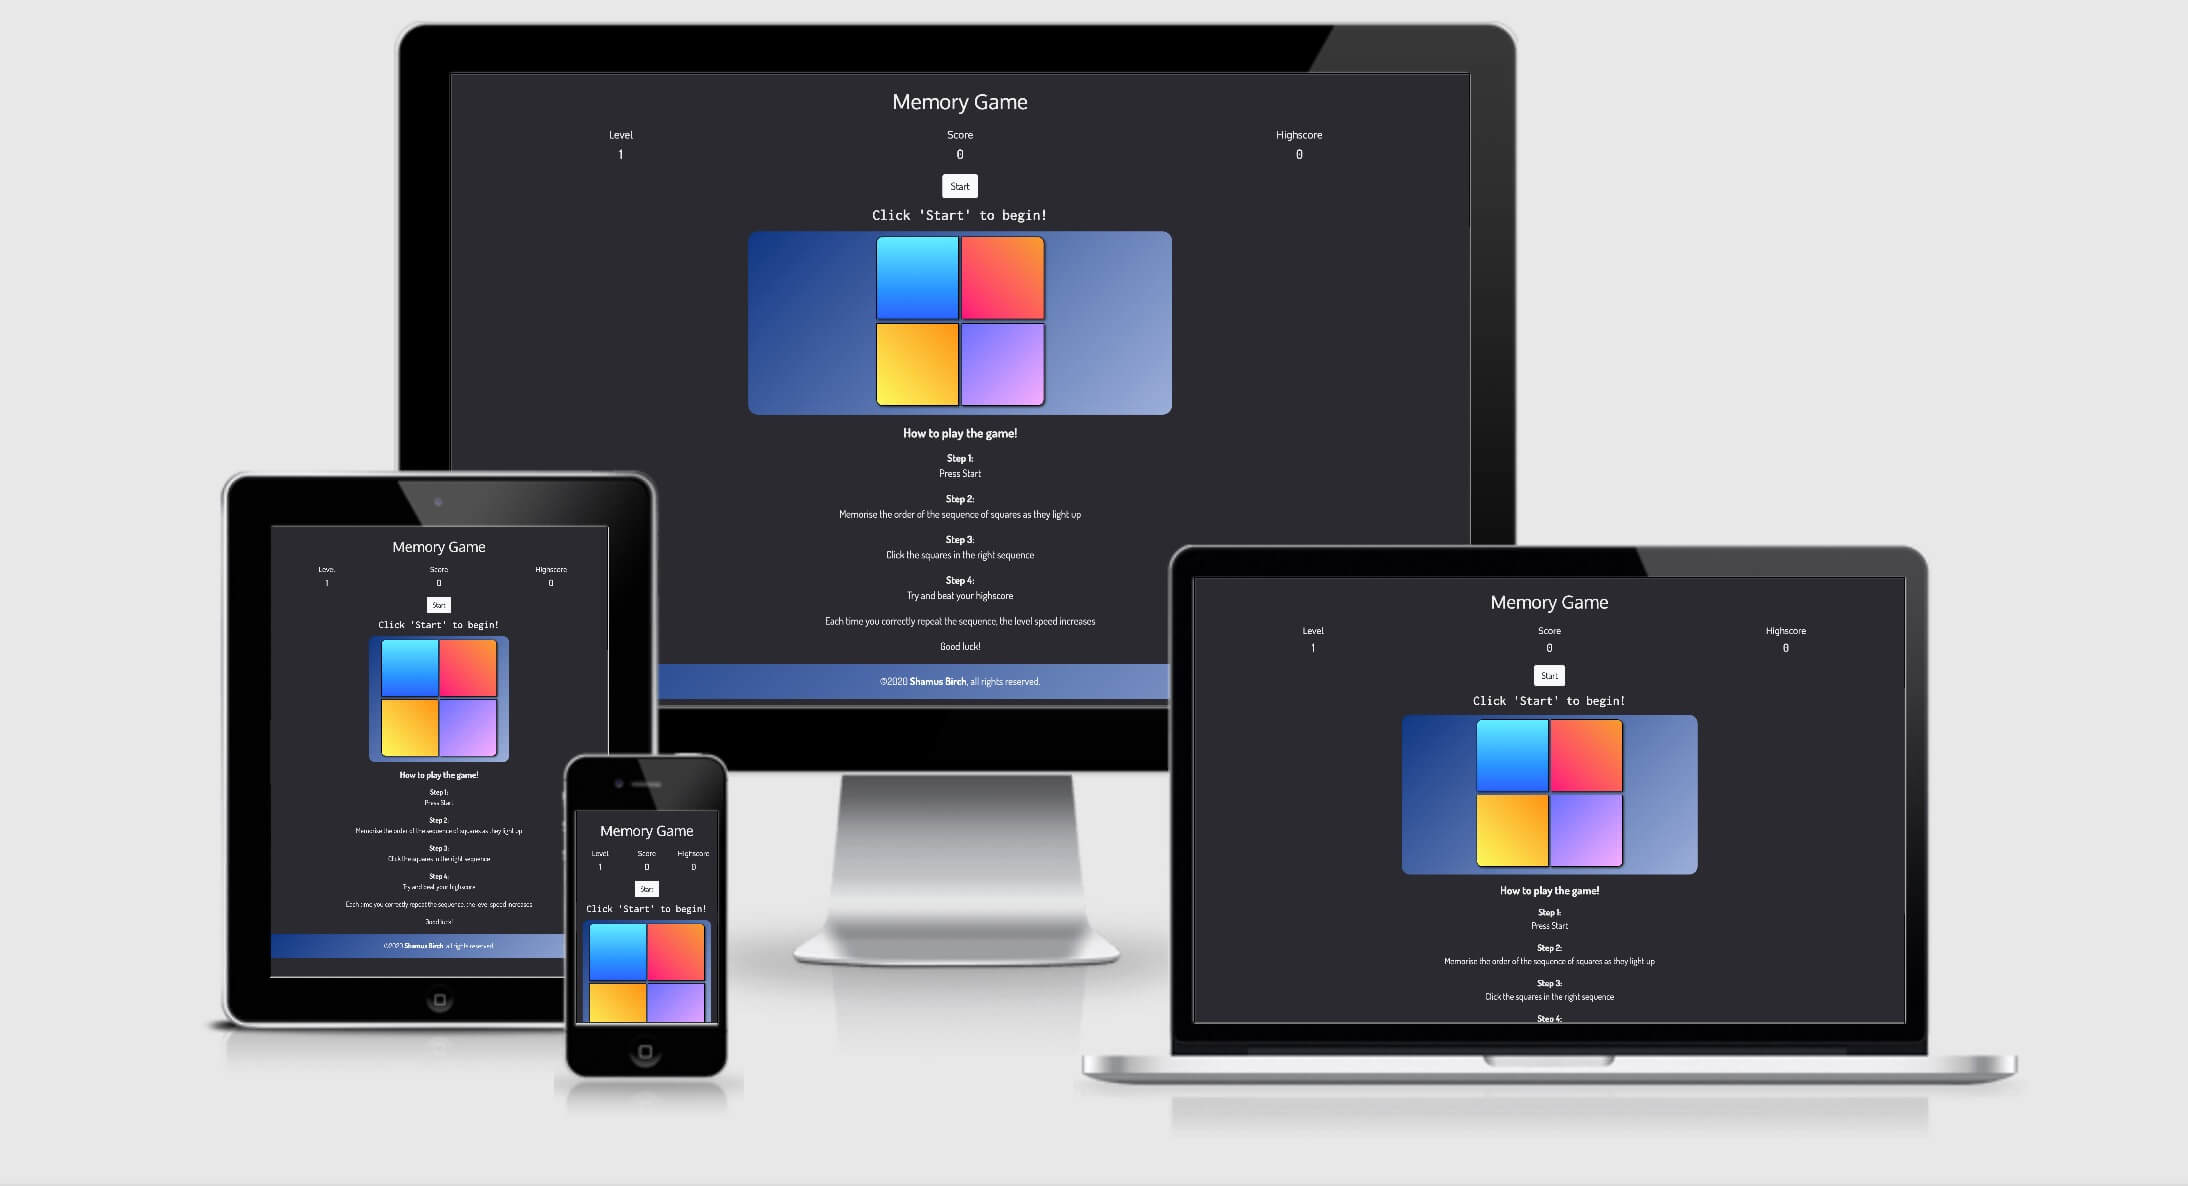 Memory Game
Level Score Highscore
1 0 0
Start
Click 'Start' to begin!
How to play the game!
Step 1:
Press Start
Step 2:
Memorise the order of the sequence of squares as they light up
Step 3:
Click the squares in the right sequence
Step 4:
Try and beat your highscore
Each time you correctly repeat the sequence, the level speed increases
Good luck!
©2020 Shamus Birch, all rights reserved.
Memory Game
Level Score Highscore
1 0 0
Start
Click 'Start' to begin!
How to play the game!
Step 1:
Press Start
Step 2:
Memorise the order of the sequence of squares as they light up
Step 3:
Click the squares in the right sequence
Step 4:
Try and beat your highscore
Each time you correctly repeat the sequence, the level speed increases
Good luck!
©2020 Shamus Birch, all rights reserved.
Memory Game
Level Score Highscore
1 0 0
Start
Click 'Start' to begin!
Memory Game
Level Score Highscore
1 0 0
Start
Click 'Start' to begin!
How to play the game!
Step 1:
Press Start
Step 2:
Memorise the order of the sequence of squares as they light up
Step 3:
Click the squares in the right sequence
Step 4: